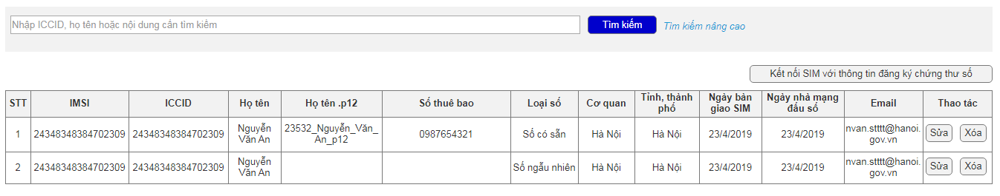 Nhập ICCID, họ tên hoặc nội dung cần tìm kiếm Tìm kiếm Tìm kiếm nâng cao
Kết nối SIM với thông tin đăng ký chứng thư số
STT IMSI ICCID Họ tên Họ tên .p12 Số thuê bao Loại số Cơ quan Tỉnh, thành phố Ngày bàn giao SIM Ngày nhà mạng đấu số Email Thao tác
1 24348348384702309 24348348384702309 Nguyễn Văn An 23532_Nguyễn_Văn_An_p12 0987654321 Số có sẵn Hà Nội Hà Nội 23/4/2019 23/4/2019 nvan.stttt@hanoi.gov.vn Sửa Xóa
2 24348348384702309 24348348384702309 Nguyễn Văn An Số ngẫu nhiên Hà Nội Hà Nội 23/4/2019 23/4/2019 nvan.stttt@hanoi.gov.vn Sửa Xóa